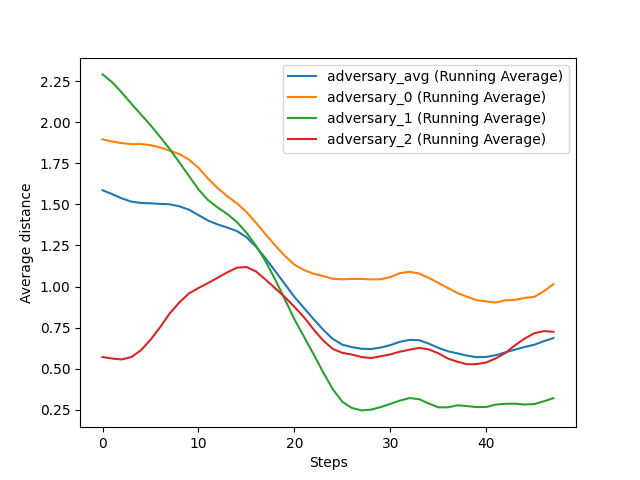 adversary_avg (Running Average)
adversary_0 (Running Average)
adversary_1 (Running Average)
adversary_2 (Running Average)
2.25
2.00
1.75
1.50
1.25
1.00
0.75
0.50
0.25
Average distance
0 10 20 30 40
Steps